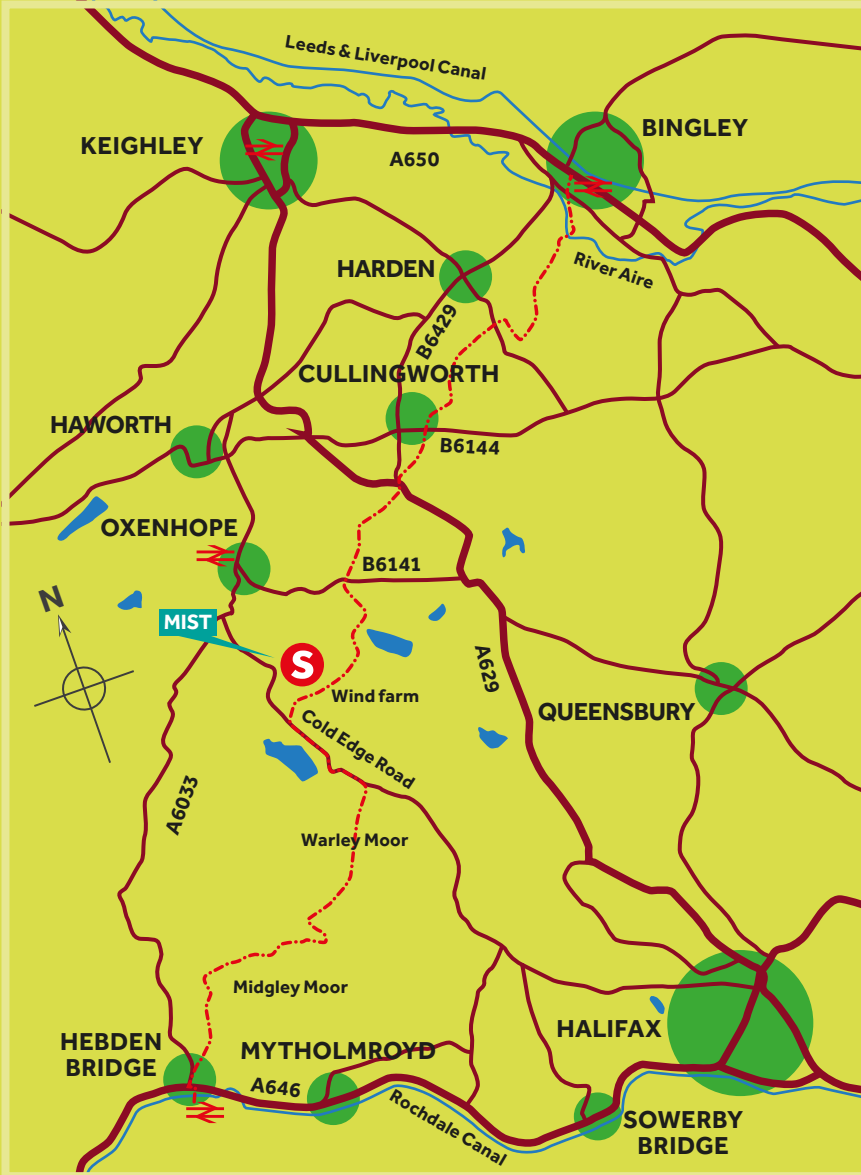 Leeds & Liverpool Canal
KEIGHLEY
BINGLEY
A650
HARDEN
River Aire
B6429
CULLINGWORTH
HAWORTH
B6144
OXENHOPE
B6141
N
MIST
S
A629
Wind farm
QUEENSBURY
Cold Edge Road
A6033
Warley Moor
Midgley Moor
HALIFAX
HEBDEN
BRIDGE
MYTHOLMROYD
A646
Rochdale Canal
SOWERBY
BRIDGE